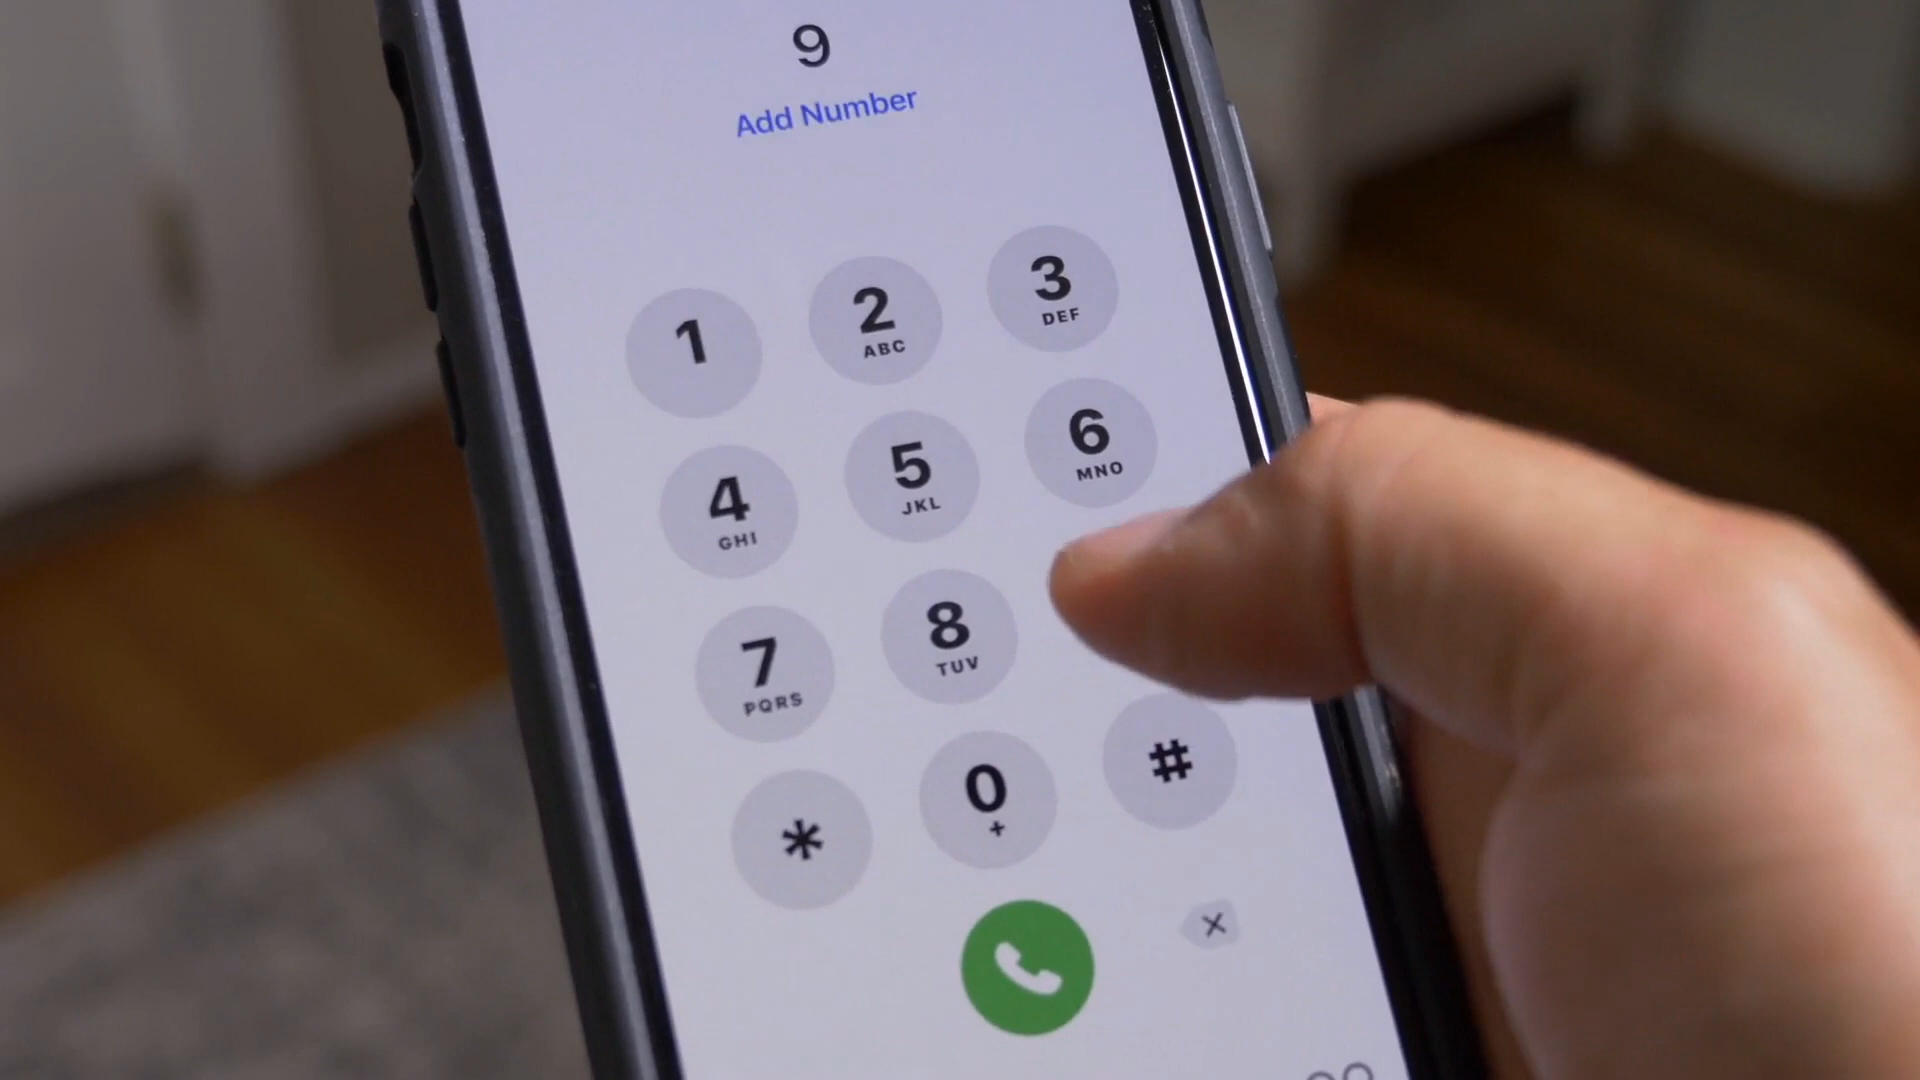 9
Add Number
1 2 3
ABC DEF
4 5 6
GHI JKL MNO
7 8
PQRS TUV
* 0 #
+